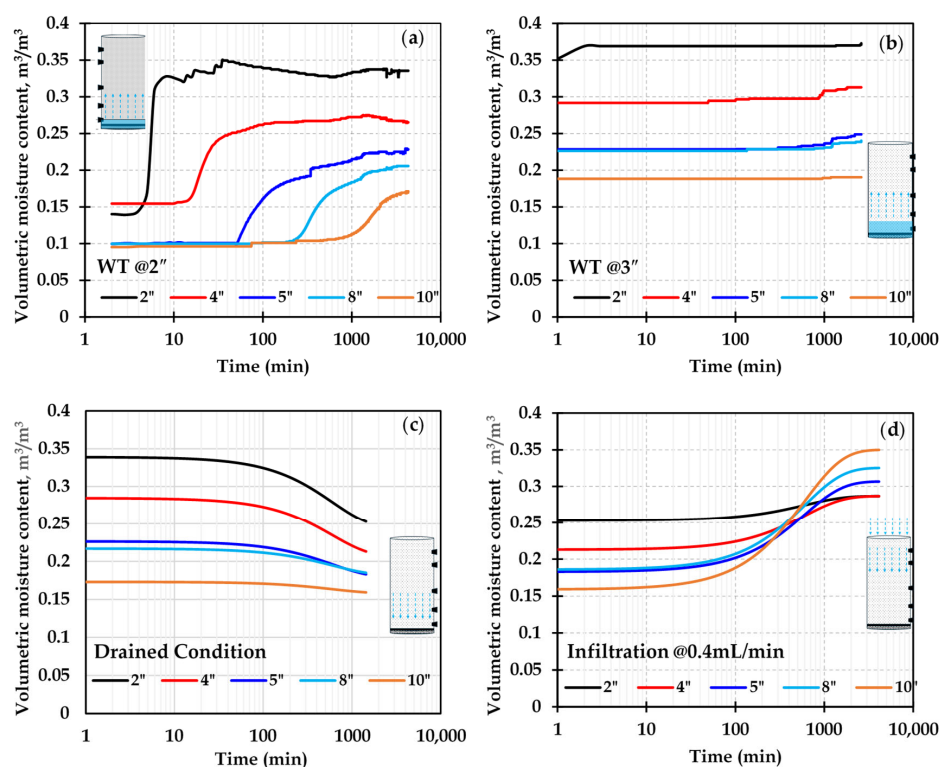 0.4
0.35
0.3
0.25
0.2
0.15
0.1
0.05
0
Volumetric moisture content, m³/m³
(a)
WT @2″
2" 4" 5" 8" 10"
1 10 100 1000 10,000
Time (min)
0.4
0.35
0.3
0.25
0.2
0.15
0.1
0.05
0
Volumetric moisture content, m³/m³
(b)
WT @3″
2" 4" 5" 8" 10"
1 10 100 1000 10,000
Time (min)
0.4
0.35
0.3
0.25
0.2
0.15
0.1
0.05
0
Volumetric moisture content, m³/m³
(c)
Drained Condition
2" 4" 5" 8" 10"
1 10 100 1000 10,000
Time (min)
0.4
0.35
0.3
0.25
0.2
0.15
0.1
0.05
0
Volumetric moisture content , m³/m³
(d)
Infiltration @0.4mL/min
2" 4" 5" 8" 10"
1 10 100 1000 10,000
Time (min)